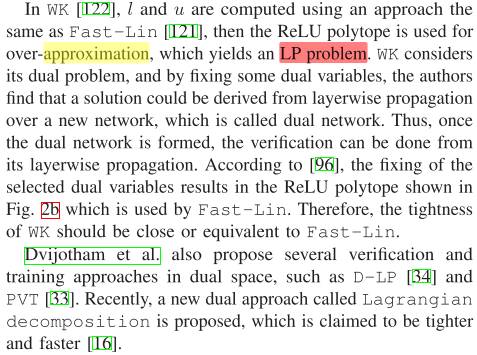 In WK [122], l and u are computed using an approach the
same as Fast-Lin [121], then the ReLU polytope is used for
over-approximation, which yields an LP problem. WK considers
its dual problem, and by fixing some dual variables, the authors
find that a solution could be derived from layerwise propagation
over a new network, which is called dual network. Thus, once
the dual network is formed, the verification can be done from
its layerwise propagation. According to [96], the fixing of the
selected dual variables results in the ReLU polytope shown in
Fig. 2b which is used by Fast-Lin. Therefore, the tightness
of WK should be close or equivalent to Fast-Lin.
Dvijotham et al. also propose several verification and
training approaches in dual space, such as D-LP [34] and
PVT [33]. Recently, a new dual approach called Lagrangian
decomposition is proposed, which is claimed to be tighter
and faster [16].